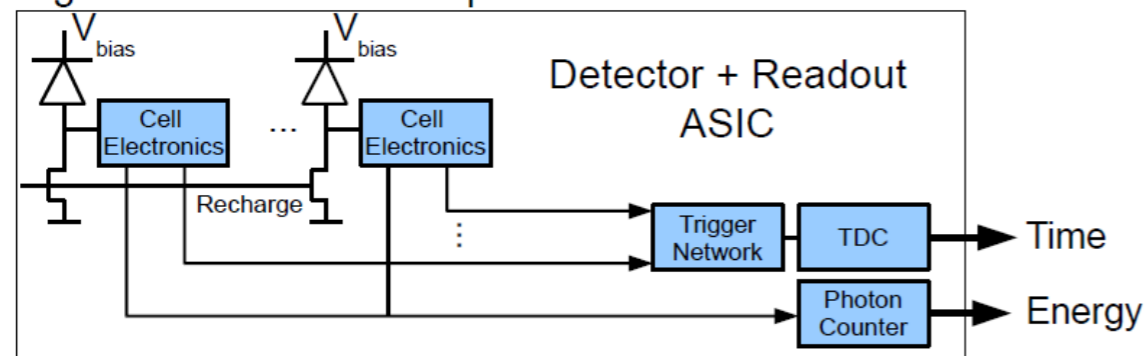 V
bias
V
bias
Detector + Readout
ASIC
Cell
Electronics
...
Cell
Electronics
Recharge
...
Trigger
Network
TDC
Time
Photon
Counter
Energy